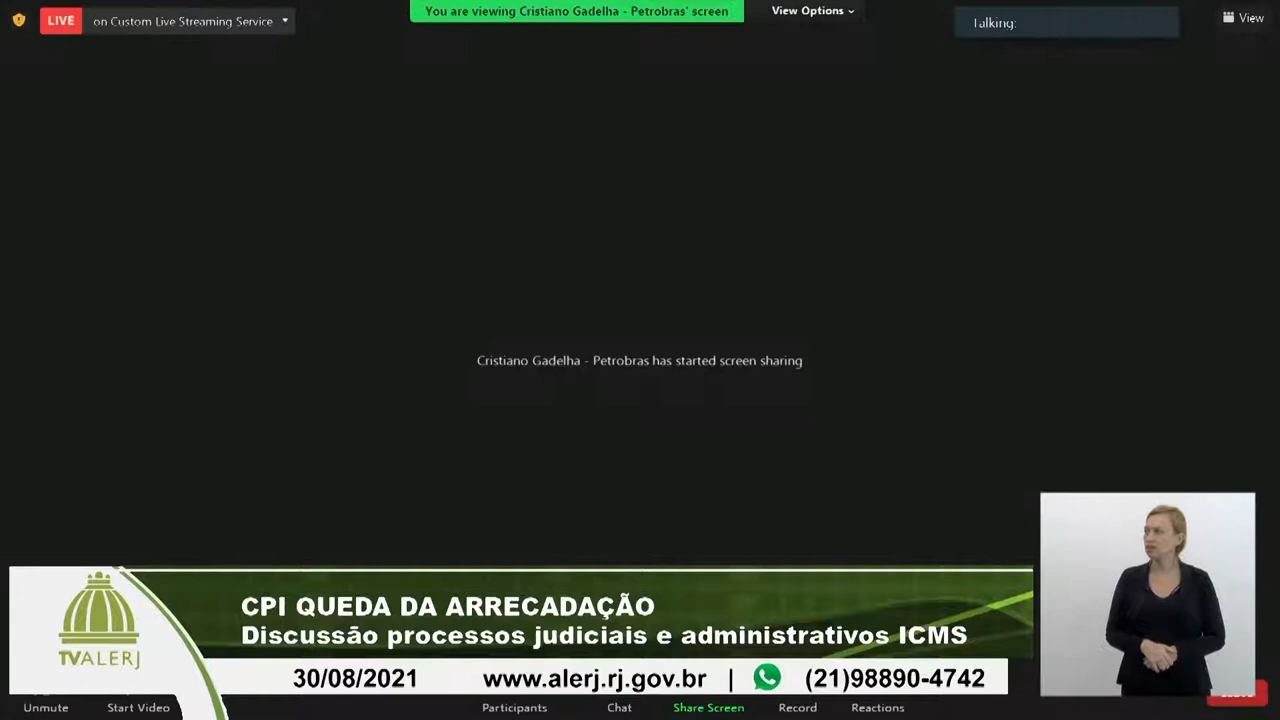 LIVE on Custom Live Streaming Service
You are viewing Cristiano Gadelha - Petrobras' screen
View Options
Talking:
View
Cristiano Gadelha - Petrobras has started screen sharing
CPI QUEDA DA ARRECADAÇÃO
Discussão processos judiciais e administrativos ICMS
TVALERJ
30/08/2021 www.alerj.rj.gov.br | (21)98890-4742
Unmute Start Video Participants Chat Share Screen Record Reactions